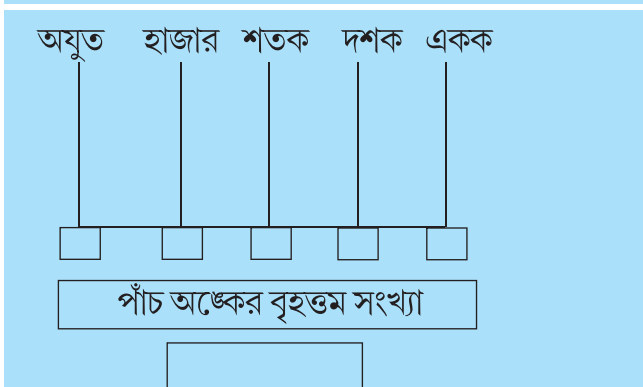 অযুত হাজার শতক দশক একক
পাঁচ অঙ্কের বৃহত্তম সংখ্যা